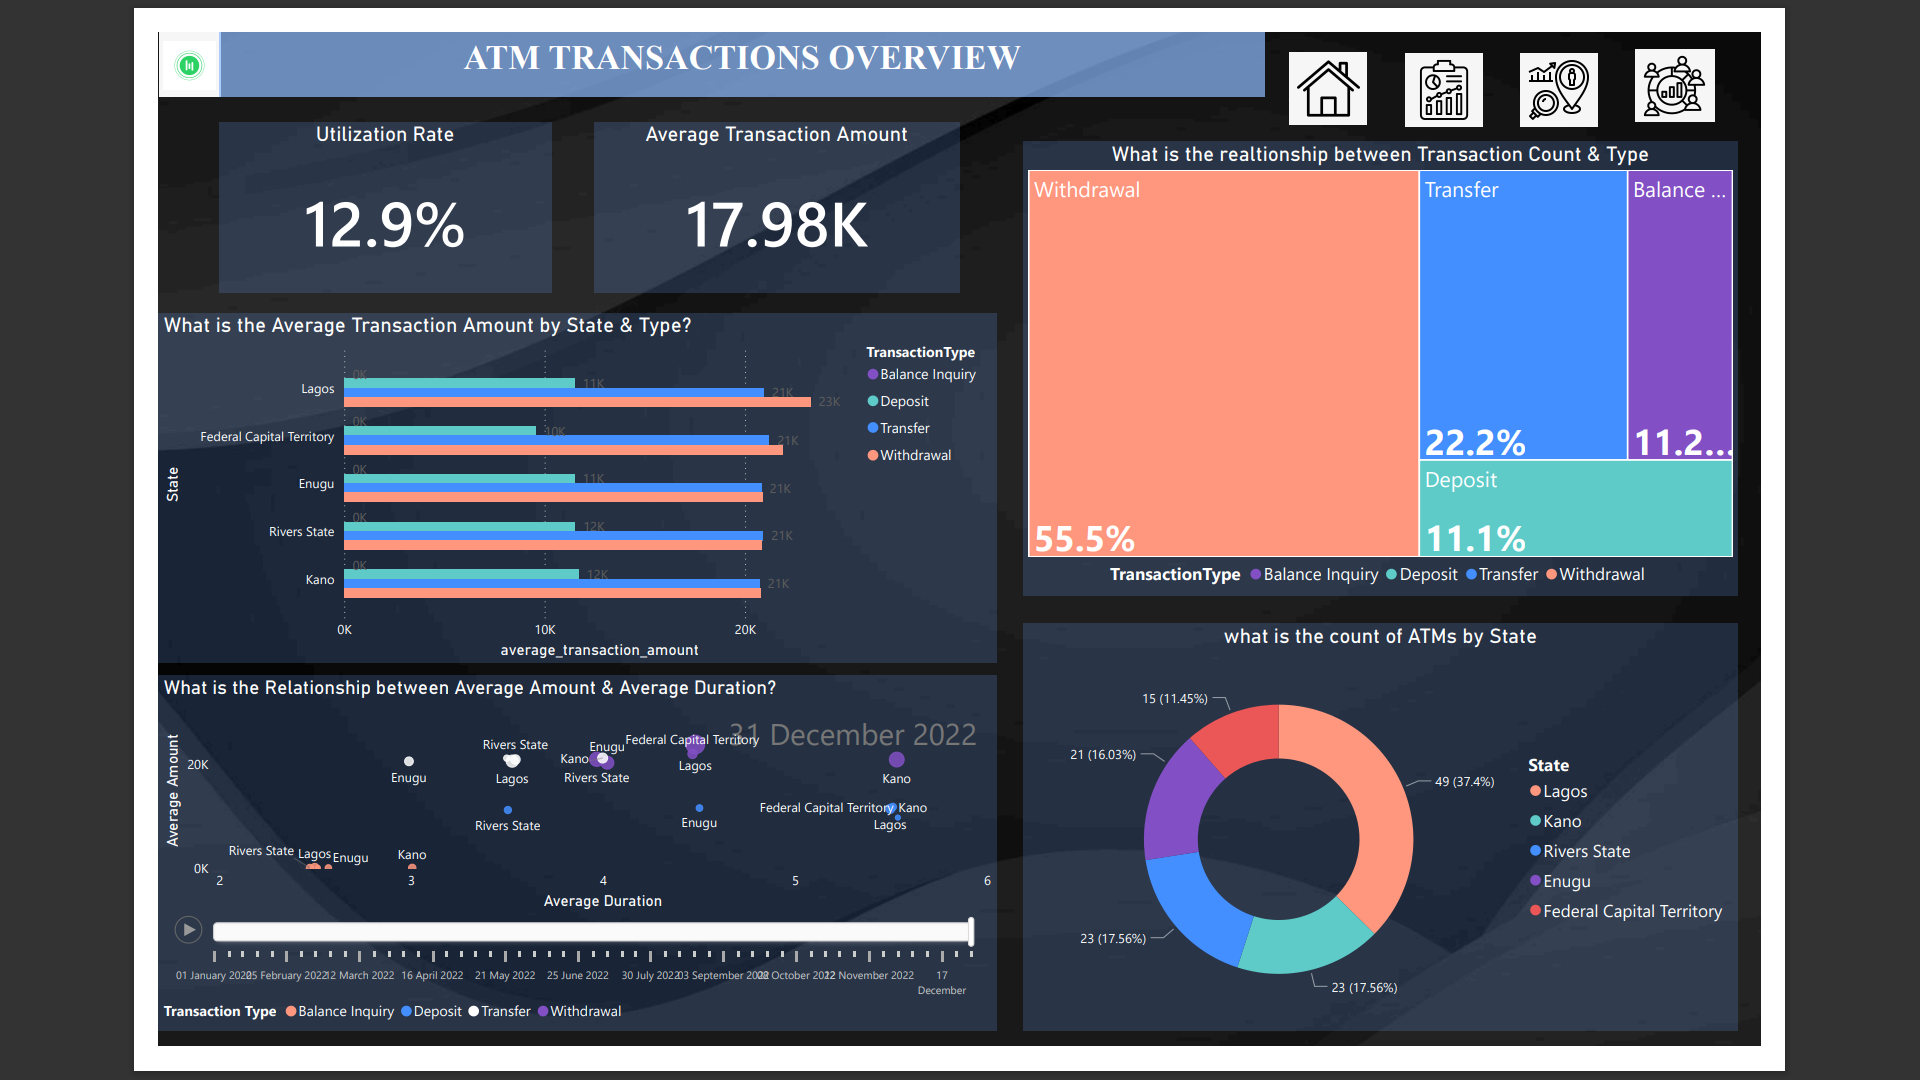 ATM TRANSACTIONS OVERVIEW
Utilization Rate
12.9%
Average Transaction Amount
17.98K
What is the Average Transaction Amount by State & Type?
State
Lagos
0K
11K
21K
23K
Federal Capital Territory
0K
10K
21K
Enugu
0K
11K
21K
Rivers State
0K
12K
21K
Kano
0K
12K
21K
0K 10K 20K
average_transaction_amount
TransactionType
Balance Inquiry
Deposit
Transfer
Withdrawal
What is the Relationship between Average Amount & Average Duration?
31 December 2022
Average Amount
20K
0K
Enugu
Rivers State
Lagos
Kano
Enugu
Rivers State
Federal Capital Territory
Lagos
Kano
Rivers State
Enugu
Federal Capital Territory
Kano
Lagos
Rivers State
Lagos
Enugu
Kano
2 3 4 5 6
Average Duration
01 January 2022 05 February 2022 12 March 2022 16 April 2022 21 May 2022 25 June 2022 30 July 2022 03 September 2022 08 October 2022 12 November 2022 17
December
Transaction Type Balance Inquiry Deposit Transfer Withdrawal
What is the realtionship between Transaction Count & Type
Withdrawal
55.5%
Transfer
22.2%
Balance ...
11.2...
Deposit
11.1%
TransactionType Balance Inquiry Deposit Transfer Withdrawal
what is the count of ATMs by State
15 (11.45%)
21 (16.03%)
49 (37.4%)
23 (17.56%)
23 (17.56%)
State
Lagos
Kano
Rivers State
Enugu
Federal Capital Territory